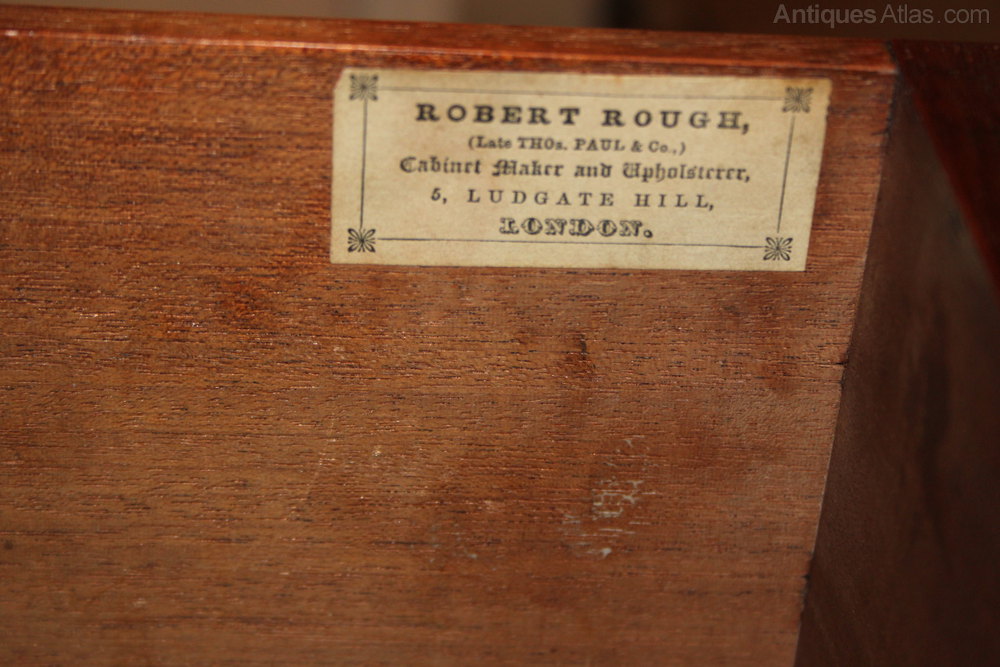 AntiquesAtlas.com
ROBERT ROUGH,
(Late THOs. PAUL & Co.,)
Cabinet Maker and Upholsterer,
5, LUDGATE HILL,
LONDON.